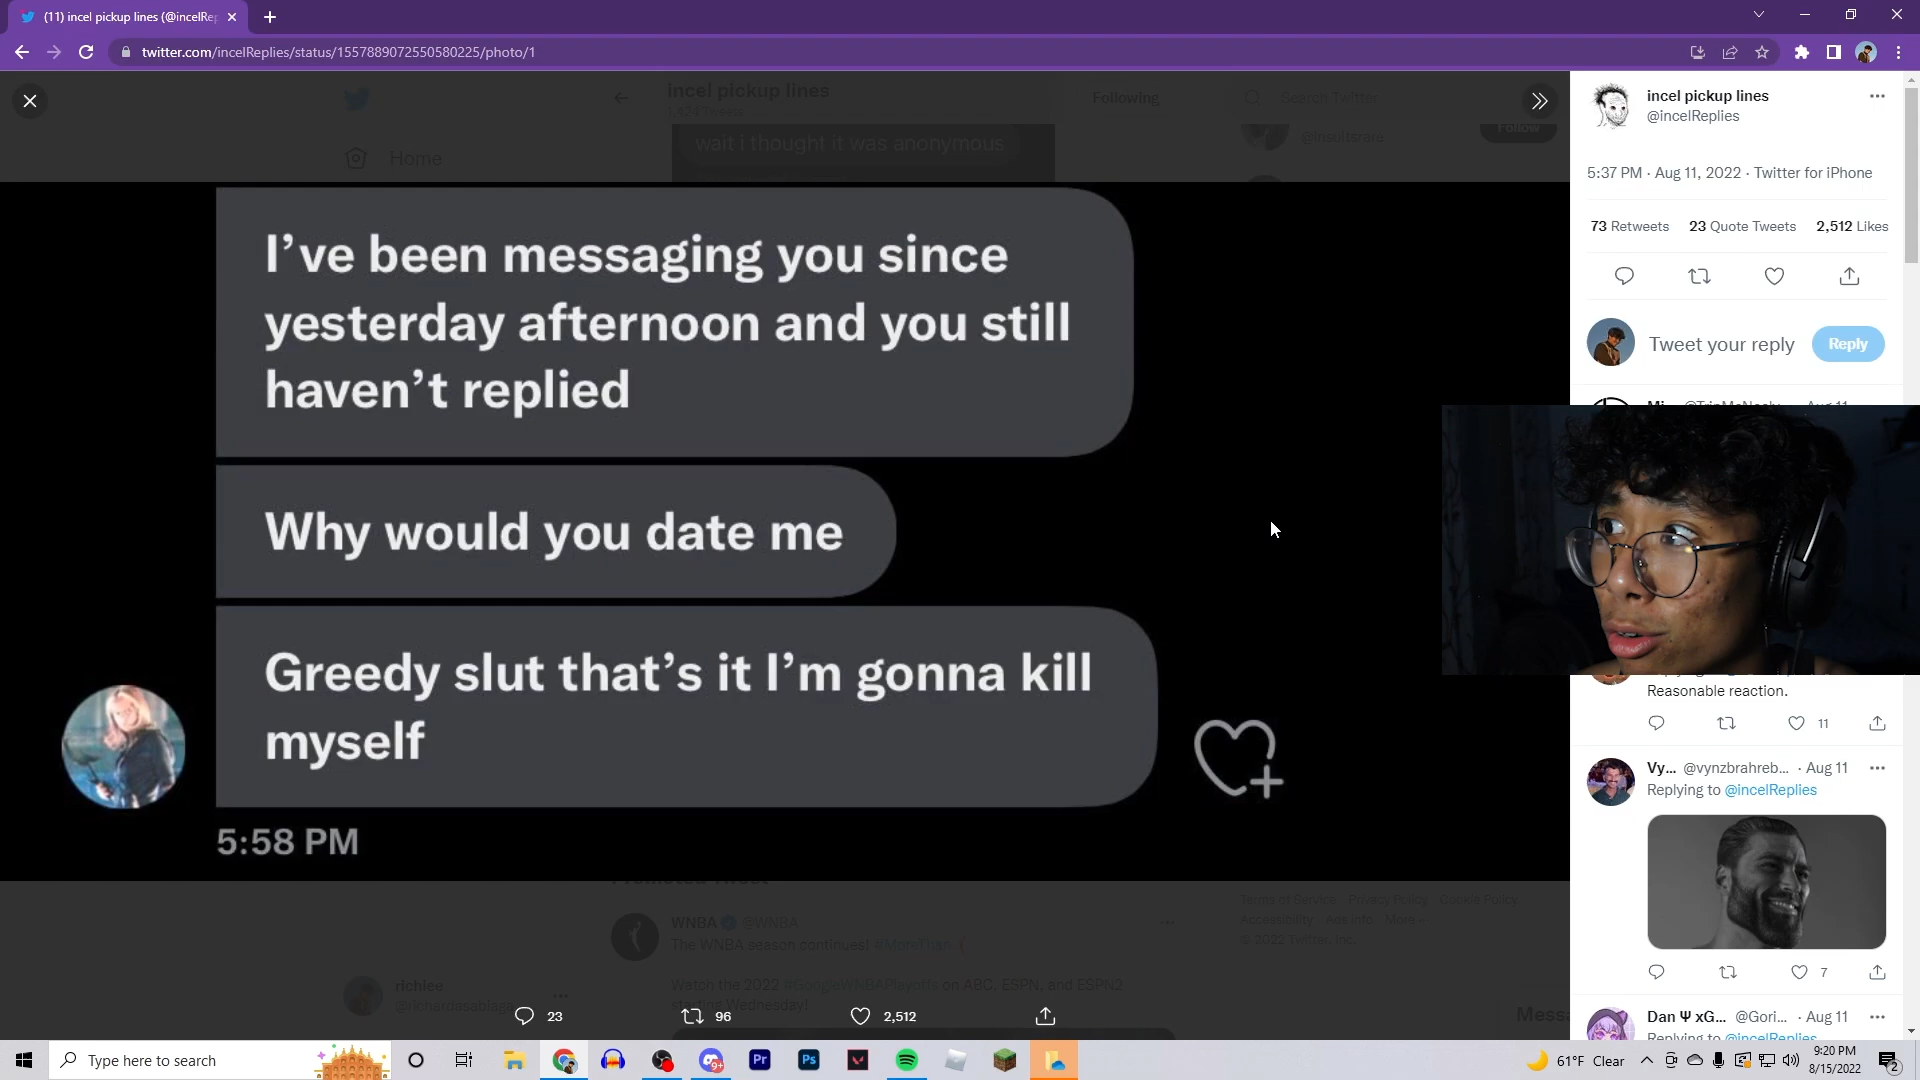 (11) incel pickup lines (@incelRep
twitter.com/incelReplies/status/1557889072550580225/photo/1
incel pickup lines
Following
Search Twitter
wait i thought it was anonymous
@insultsrare
Follow
Home
I've been messaging you since
yesterday afternoon and you still
haven't replied
Why would you date me
Greedy slut that's it I'm gonna kill
myself
5:58 PM
WNBA @WNBA
The WNBA season continues! #MoreThan
Watch the 2022 #GoogleWNBAPlayoffs on ABC, ESPN, and ESPN2
starting Wednesday!
richiee
Terms of Service Privacy Policy Cookie Policy
Accessibility Ads info More
© 2022 Twitter, Inc.
23
96
2,512
incel pickup lines
@incelReplies
5:37 PM · Aug 11, 2022 · Twitter for iPhone
73 Retweets 23 Quote Tweets 2,512 Likes
Tweet your reply
Reply
Reasonable reaction.
11
Vy... @vynzbrahreb... · Aug 11
Replying to @incelReplies
7
Dan Ψ xG... @Gori... · Aug 11
Replying to @incelReplies
Type here to search
9+
Pr
Ps
61°F Clear
9:20 PM
8/15/2022
2